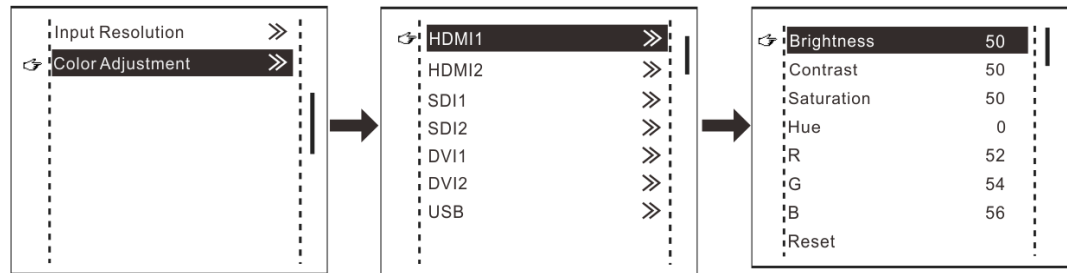 Input Resolution
Color Adjustment
HDMI1
HDMI2
SDI1
SDI2
DVI1
DVI2
USB
Brightness 50
Contrast 50
Saturation 50
Hue 0
R 52
G 54
B 56
Reset